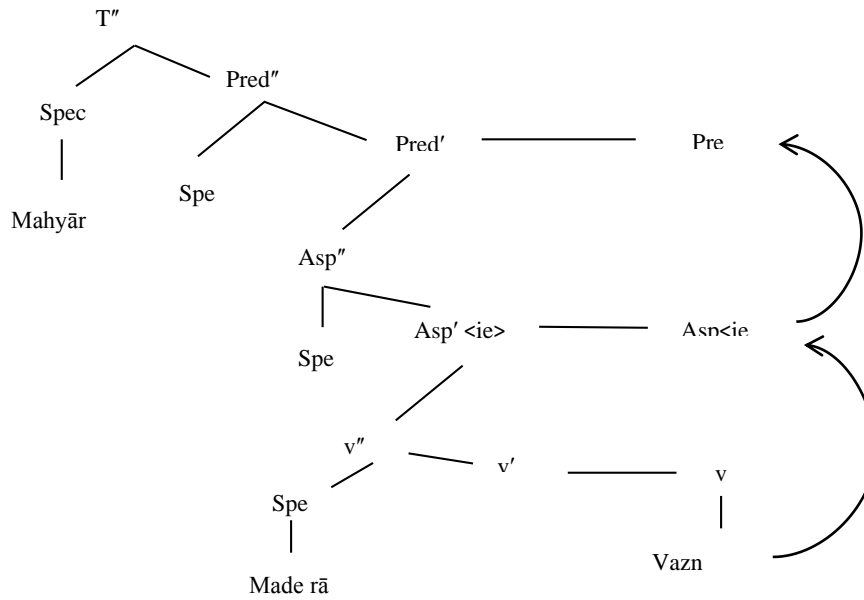 T″
Pred″
Spec
Pred′ Pre
Spe
Mahyār
Asp″
Asp′ <ie> Asp<ie
Spe
v″
v′ v
Spe
Vazn
Made rā